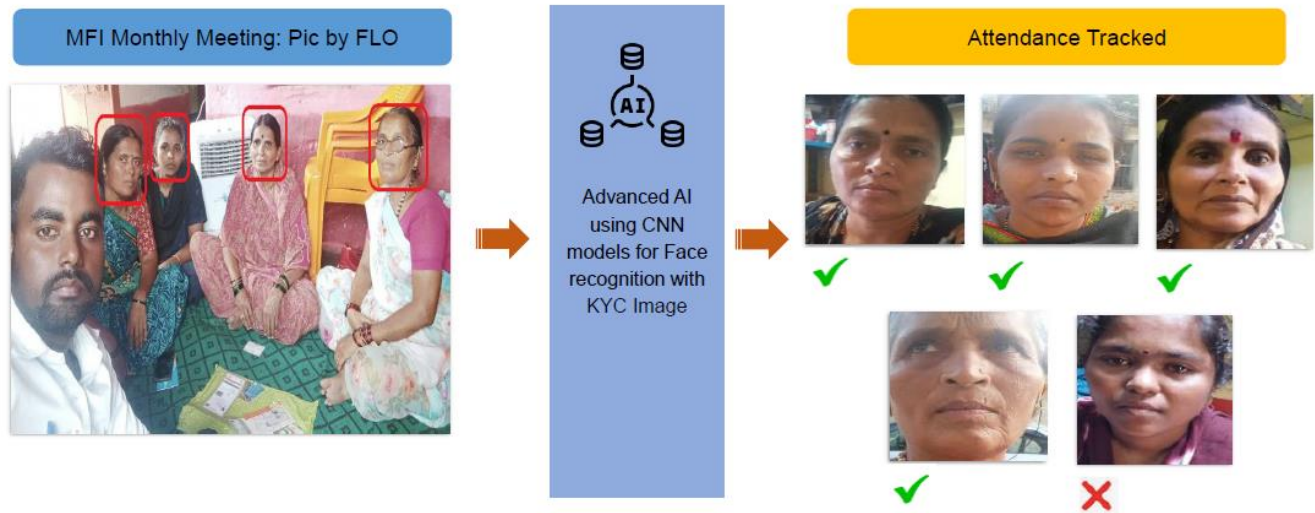 MFI Monthly Meeting: Pic by FLO
AI
Advanced AI
using CNN
models for Face
recognition with
KYC Image
Attendance Tracked